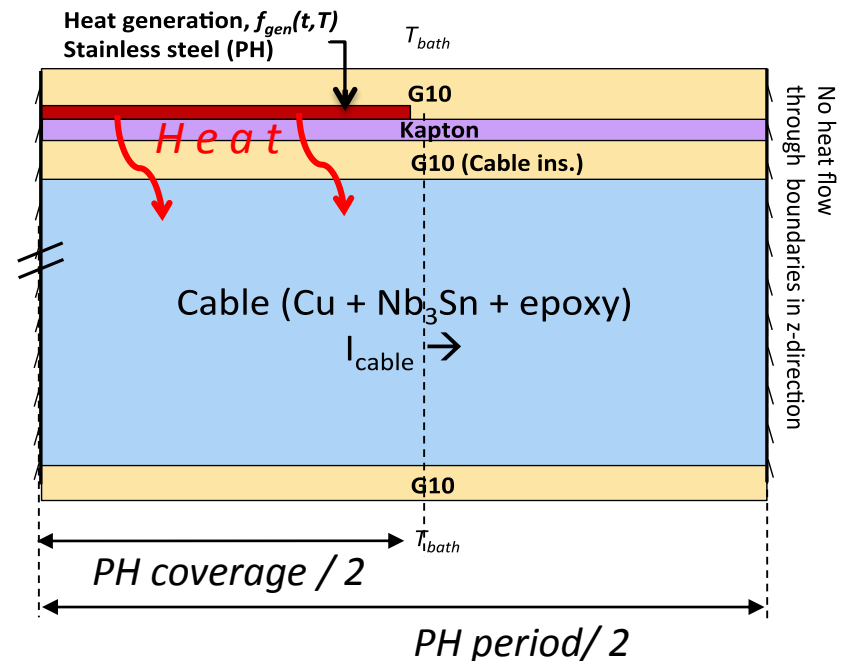 Heat generation, f_gen(t,T)
Stainless steel (PH)
T_bath
G10
Kapton
Heat
G10 (Cable ins.)
Cable (Cu + Nb₃Sn + epoxy)
I_cable →
G10
T_bath
PH coverage / 2
PH period/ 2
No heat flow
through boundaries in z-direction